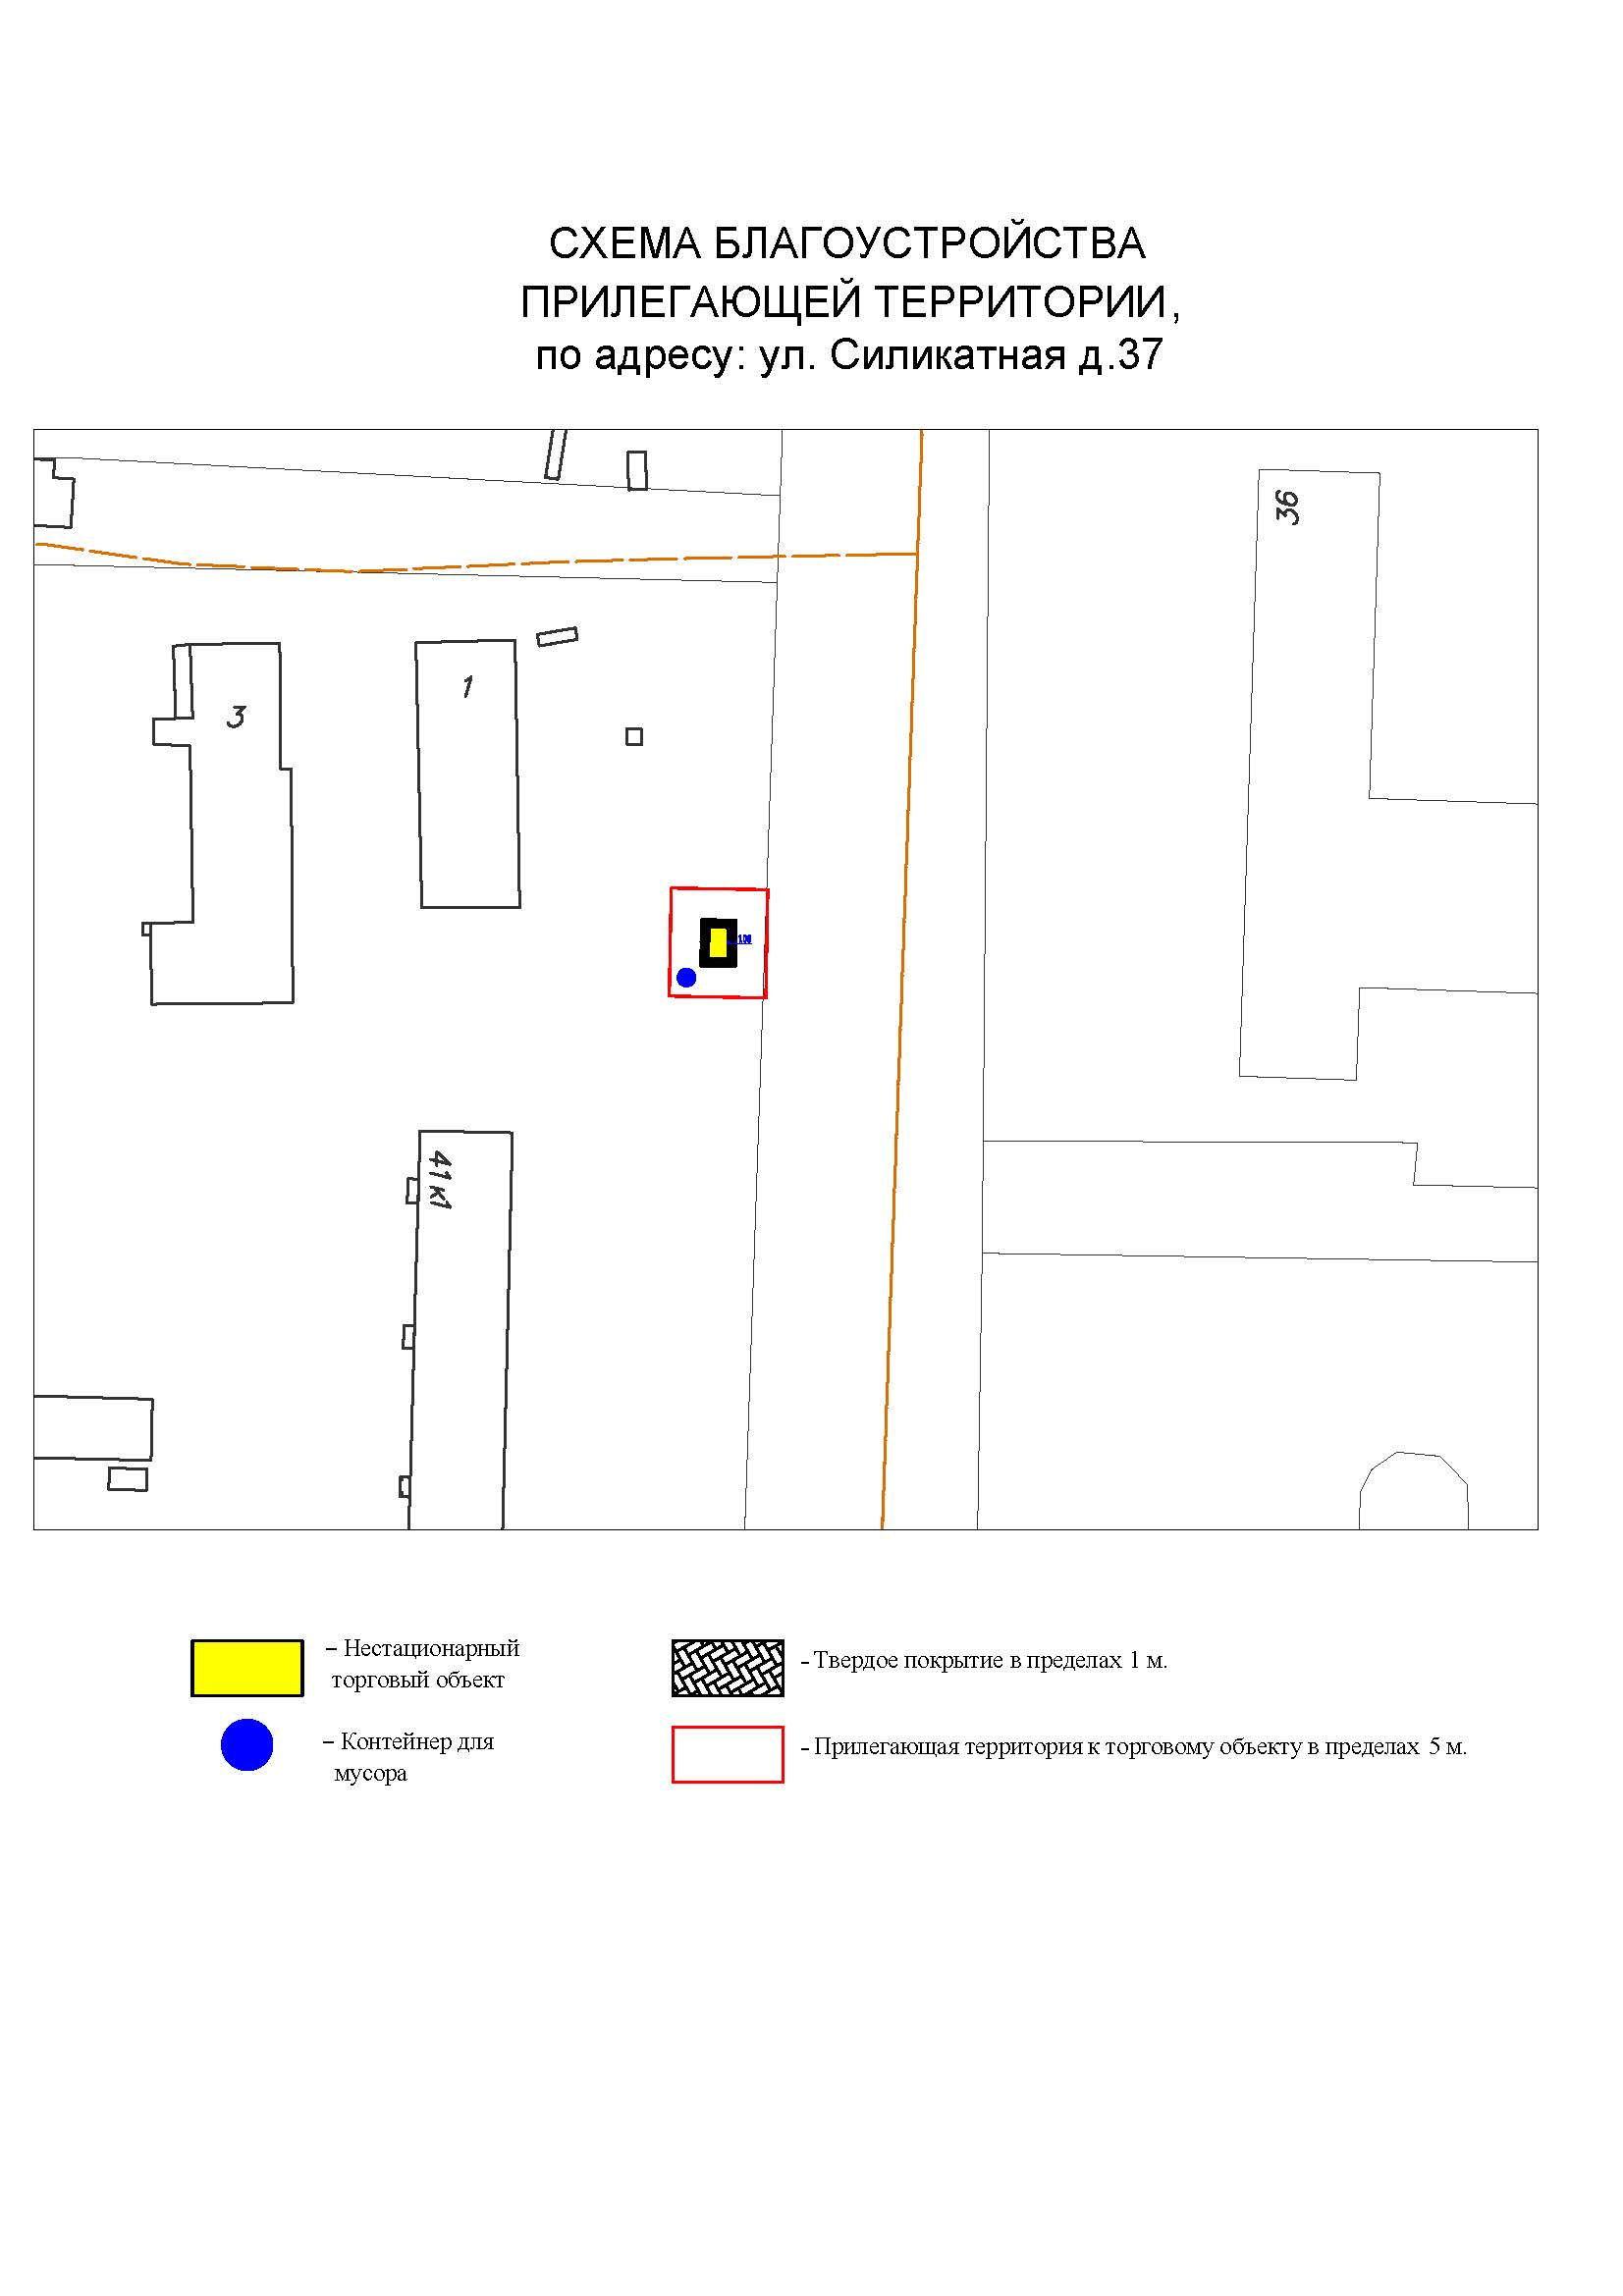 СХЕМА БЛАГОУСТРОЙСТВА
ПРИЛЕГАЮЩЕЙ ТЕРРИТОРИИ,
по адресу: ул. Силикатная д.37
36
1
3
41к1
– Нестационарный
торговый объект
– Твердое покрытие в пределах 1 м.
– Контейнер для
мусора
– Прилегающая территория к торговому объекту в пределах 5 м.